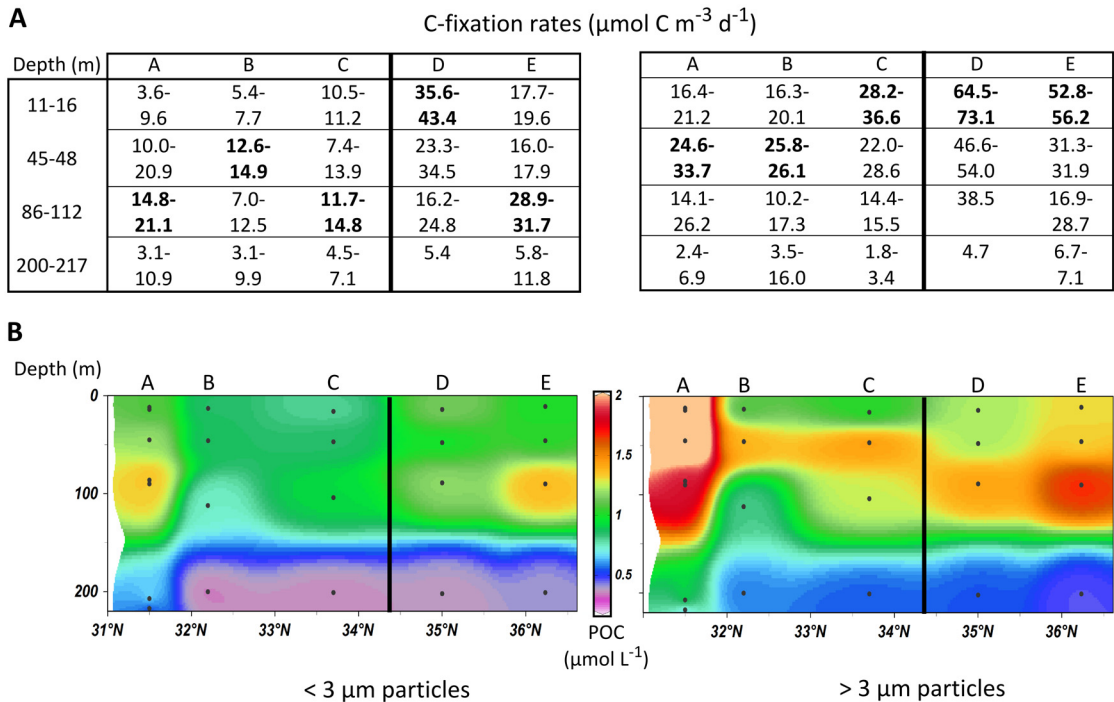 A
C-fixation rates (µmol C m-3 d-1)
Depth (m) A B C D E A B C D E
11-16 3.6- 5.4- 10.5- 35.6- 17.7- 16.4- 16.3- 28.2- 64.5- 52.8-
9.6 7.7 11.2 43.4 19.6 21.2 20.1 36.6 73.1 56.2
45-48 10.0- 12.6- 7.4- 23.3- 16.0- 24.6- 25.8- 22.0- 46.6- 31.3-
20.9 14.9 13.9 34.5 17.9 33.7 26.1 28.6 54.0 31.9
86-112 14.8- 7.0- 11.7- 16.2- 28.9- 14.1- 10.2- 14.4- 38.5 16.9-
21.1 12.5 14.8 24.8 31.7 26.2 17.3 15.5 28.7
200-217 3.1- 3.1- 4.5- 5.4 5.8- 2.4- 3.5- 1.8- 4.7 6.7-
10.9 9.9 7.1 11.8 6.9 16.0 3.4 7.1
B
Depth (m) A B C D E A B C D E
0 2
1.5
100 1
0.5
200
31°N 32°N 33°N 34°N 35°N 36°N POC 32°N 33°N 34°N 35°N 36°N
(µmol L-1)
< 3 µm particles > 3 µm particles